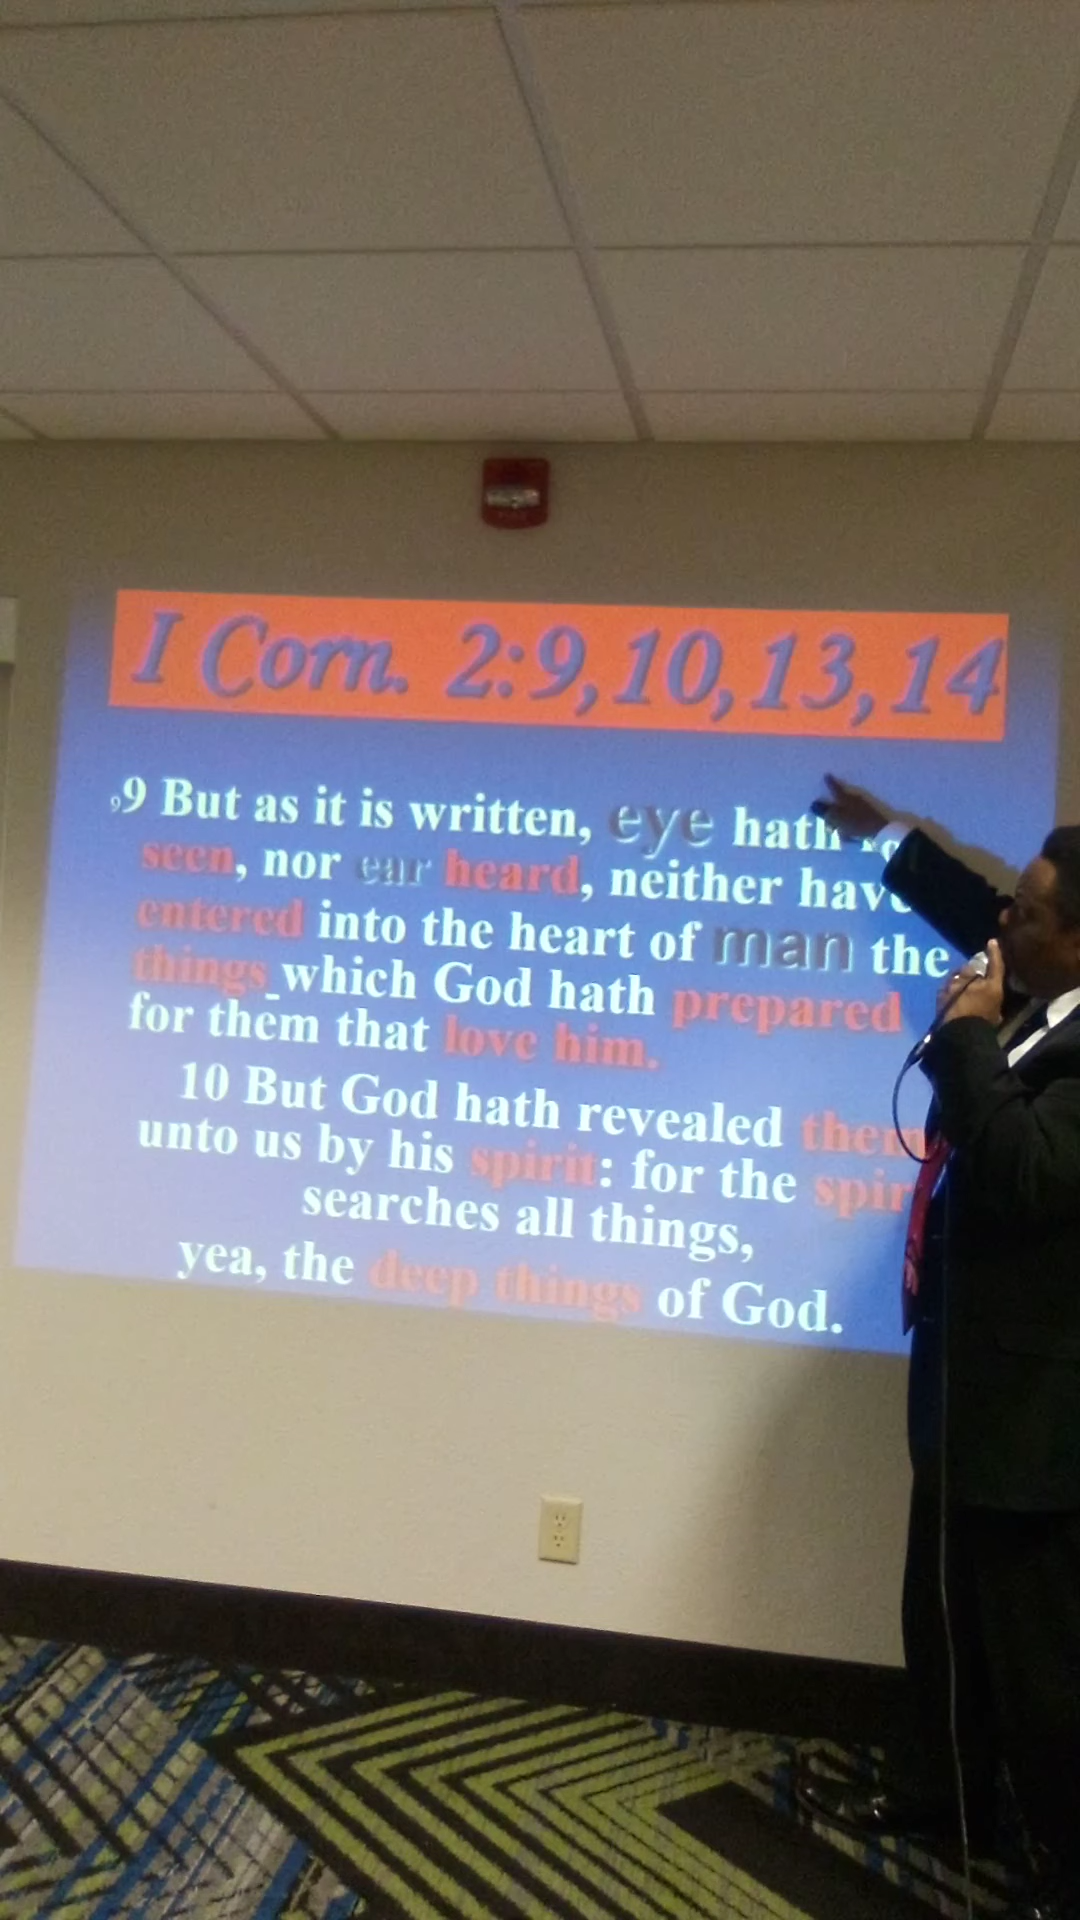 I Corn. 2:9,10,13,14
9 9 But as it is written, eye hath
seen, nor ear heard, neither have
entered into the heart of man the
things which God hath prepared
for them that love him.
10 But God hath revealed them
unto us by his spirit: for the
searches all things,
yea, the deep things of God.